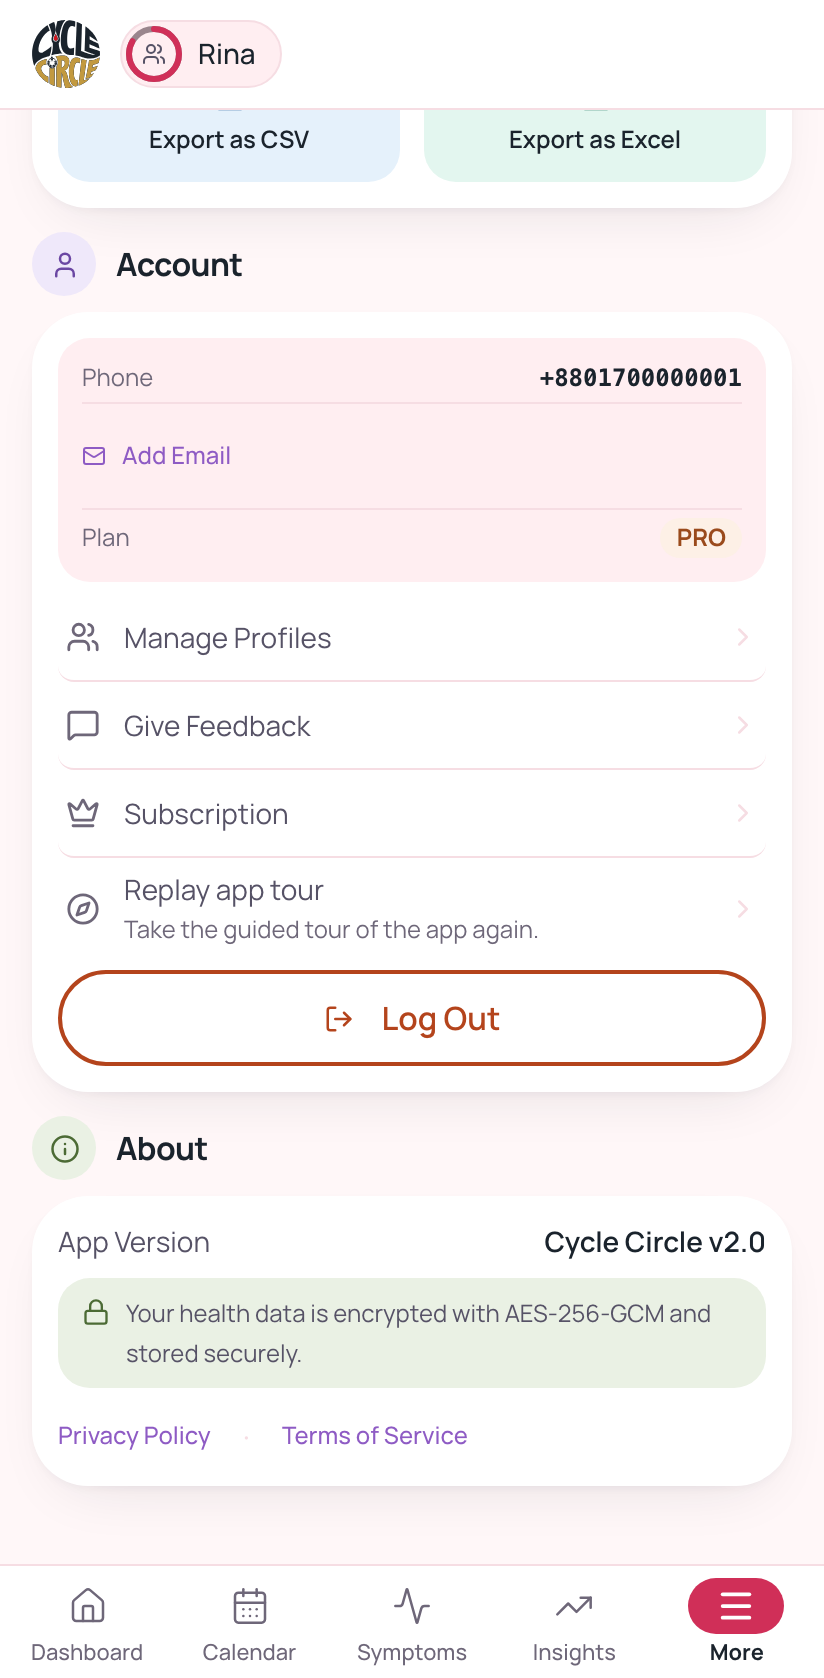 CYCLE
CIRCLE
Rina
Export as CSV
Export as Excel
Account
Phone
+8801700000001
Add Email
Plan
PRO
Manage Profiles
Give Feedback
Subscription
Replay app tour
Take the guided tour of the app again.
Log Out
About
App Version
Cycle Circle v2.0
Your health data is encrypted with AES-256-GCM and
stored securely.
Privacy Policy · Terms of Service
Dashboard
Calendar
Symptoms
Insights
More